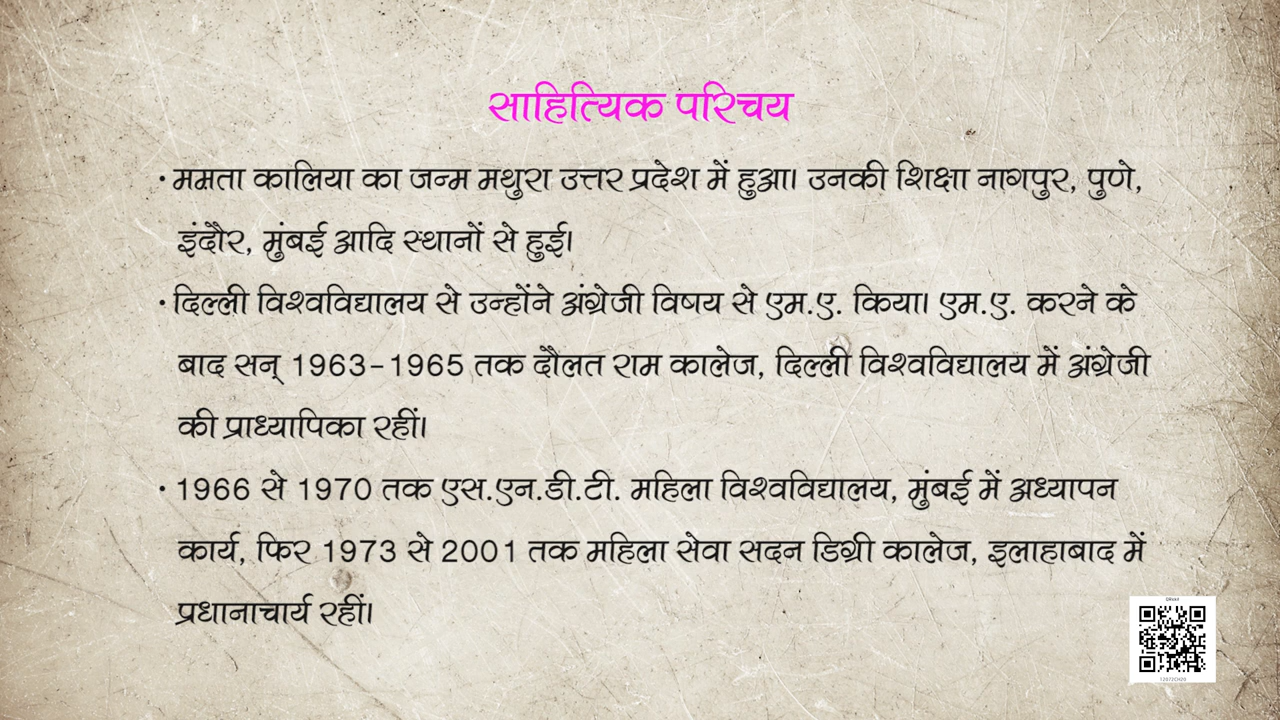 साहित्यिक परिचय
• ममता कालिया का जन्म मथुरा उत्तर प्रदेश में हुआ। उनकी शिक्षा नागपुर, पुणे,
इंदौर, मुंबई आदि स्थानों से हुई।
• दिल्ली विश्वविद्यालय से उन्होंने अंग्रेजी विषय से एम.ए. किया। एम.ए. करने के
बाद सन् 1963-1965 तक दौलत राम कालेज, दिल्ली विश्वविद्यालय में अंग्रेजी
की प्राध्यापिका रहीं।
• 1966 से 1970 तक एस.एन.डी.टी. महिला विश्वविद्यालय, मुंबई में अध्यापन
कार्य, फिर 1973 से 2001 तक महिला सेवा सदन डिग्री कालेज, इलाहाबाद में
प्रधानाचार्य रहीं।
12072CH20